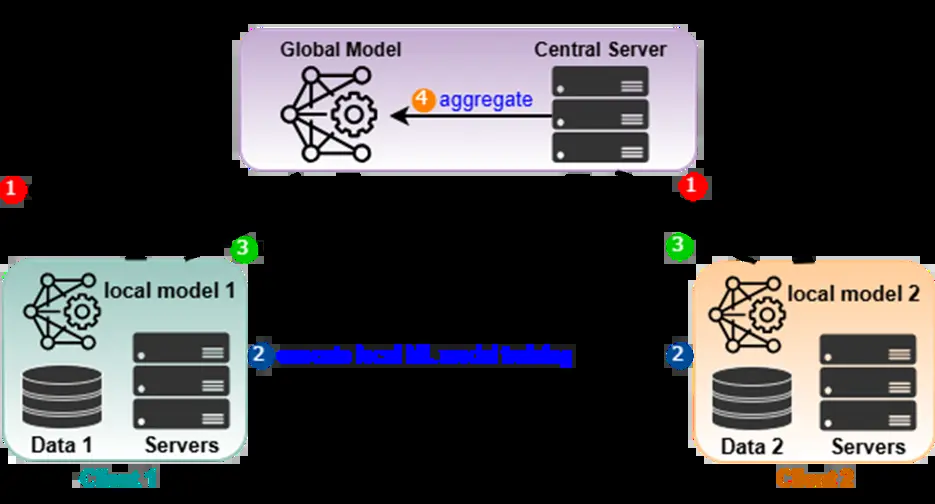 Global Model
Central Server
4 aggregate
1
1
3
3
local model 1
local model 2
2 execute local ML model training
2
Data 1
Servers
Data 2
Servers
Client 1
Client 2